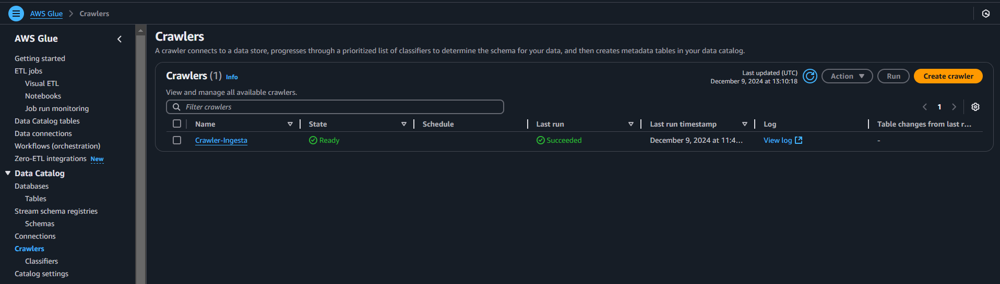 AWS Glue > Crawlers
AWS Glue
Getting started
ETL jobs
Visual ETL
Notebooks
Job run monitoring
Data Catalog tables
Data connections
Workflows (orchestration)
Zero-ETL integrations New
Data Catalog
Databases
Tables
Stream schema registries
Schemas
Connections
Crawlers
Classifiers
Catalog settings
Crawlers
A crawler connects to a data store, progresses through a prioritized list of classifiers to determine the schema for your data, and then creates metadata tables in your data catalog.
Crawlers (1) Info
Last updated (UTC)
December 9, 2024 at 13:10:18
Action
Run
Create crawler
View and manage all available crawlers.
Filter crawlers
1
Name State Schedule Last run Last run timestamp Log Table changes from last r...
Crawler-Ingesta Ready Succeeded December 9, 2024 at 11:4... View log -